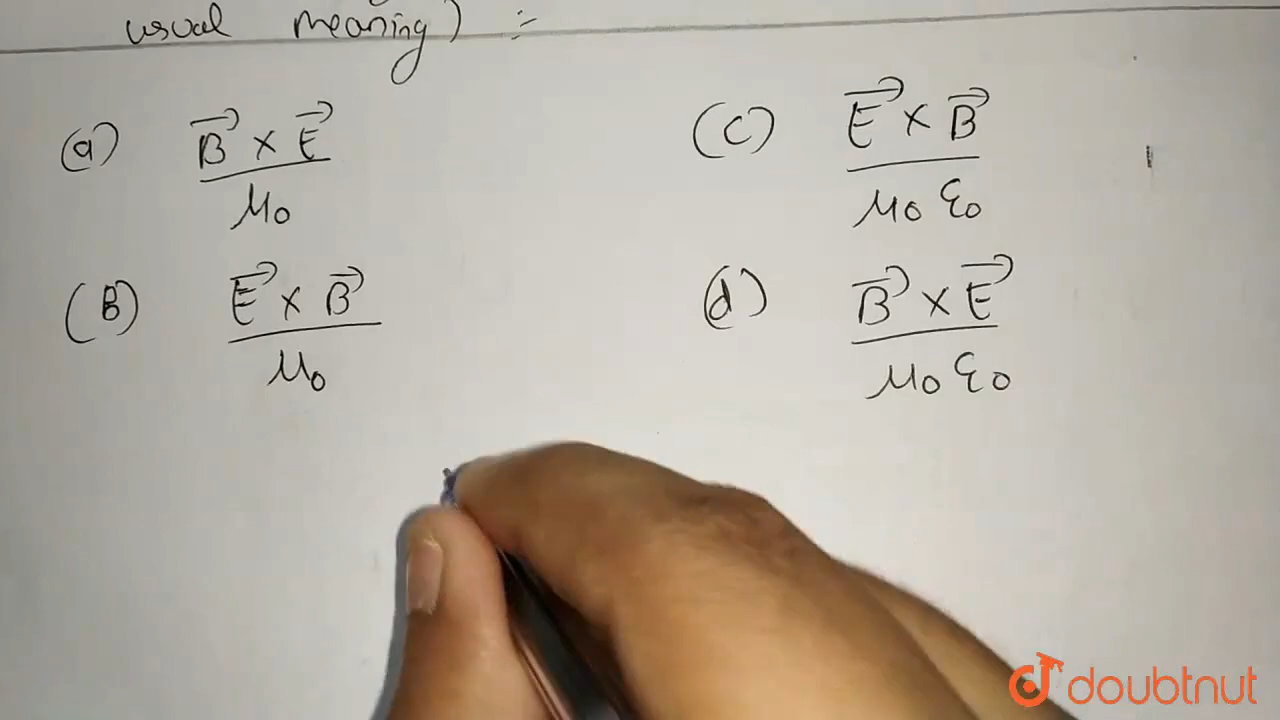 usual meaning) :-
(a) B⃗ × E⃗ / μ0
(B) E⃗ × B⃗ / μ0
(c) E⃗ × B⃗ / μ0 ε0
(d) B⃗ × E⃗ / μ0 ε0
doubtnut